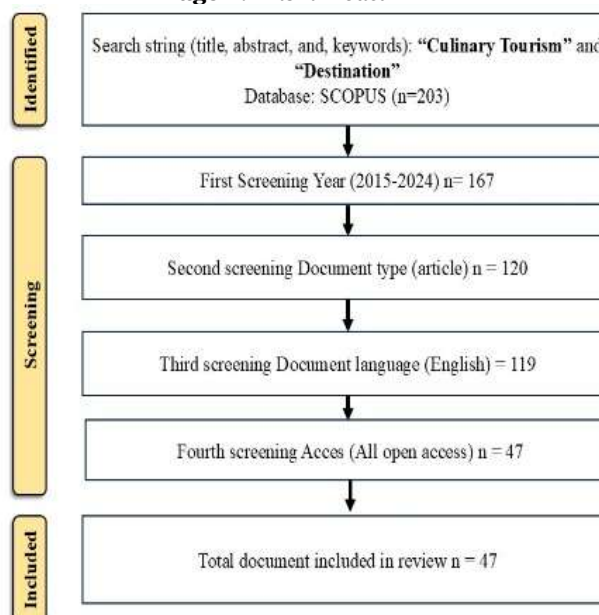 Identified
Search string (title, abstract, and, keywords): “Culinary Tourism” and
“Destination”
Database: SCOPUS (n=203)
Screening
First Screening Year (2015-2024) n= 167
Second screening Document type (article) n = 120
Third screening Document language (English) = 119
Fourth screening Acces (All open access) n = 47
Included
Total document included in review n = 47